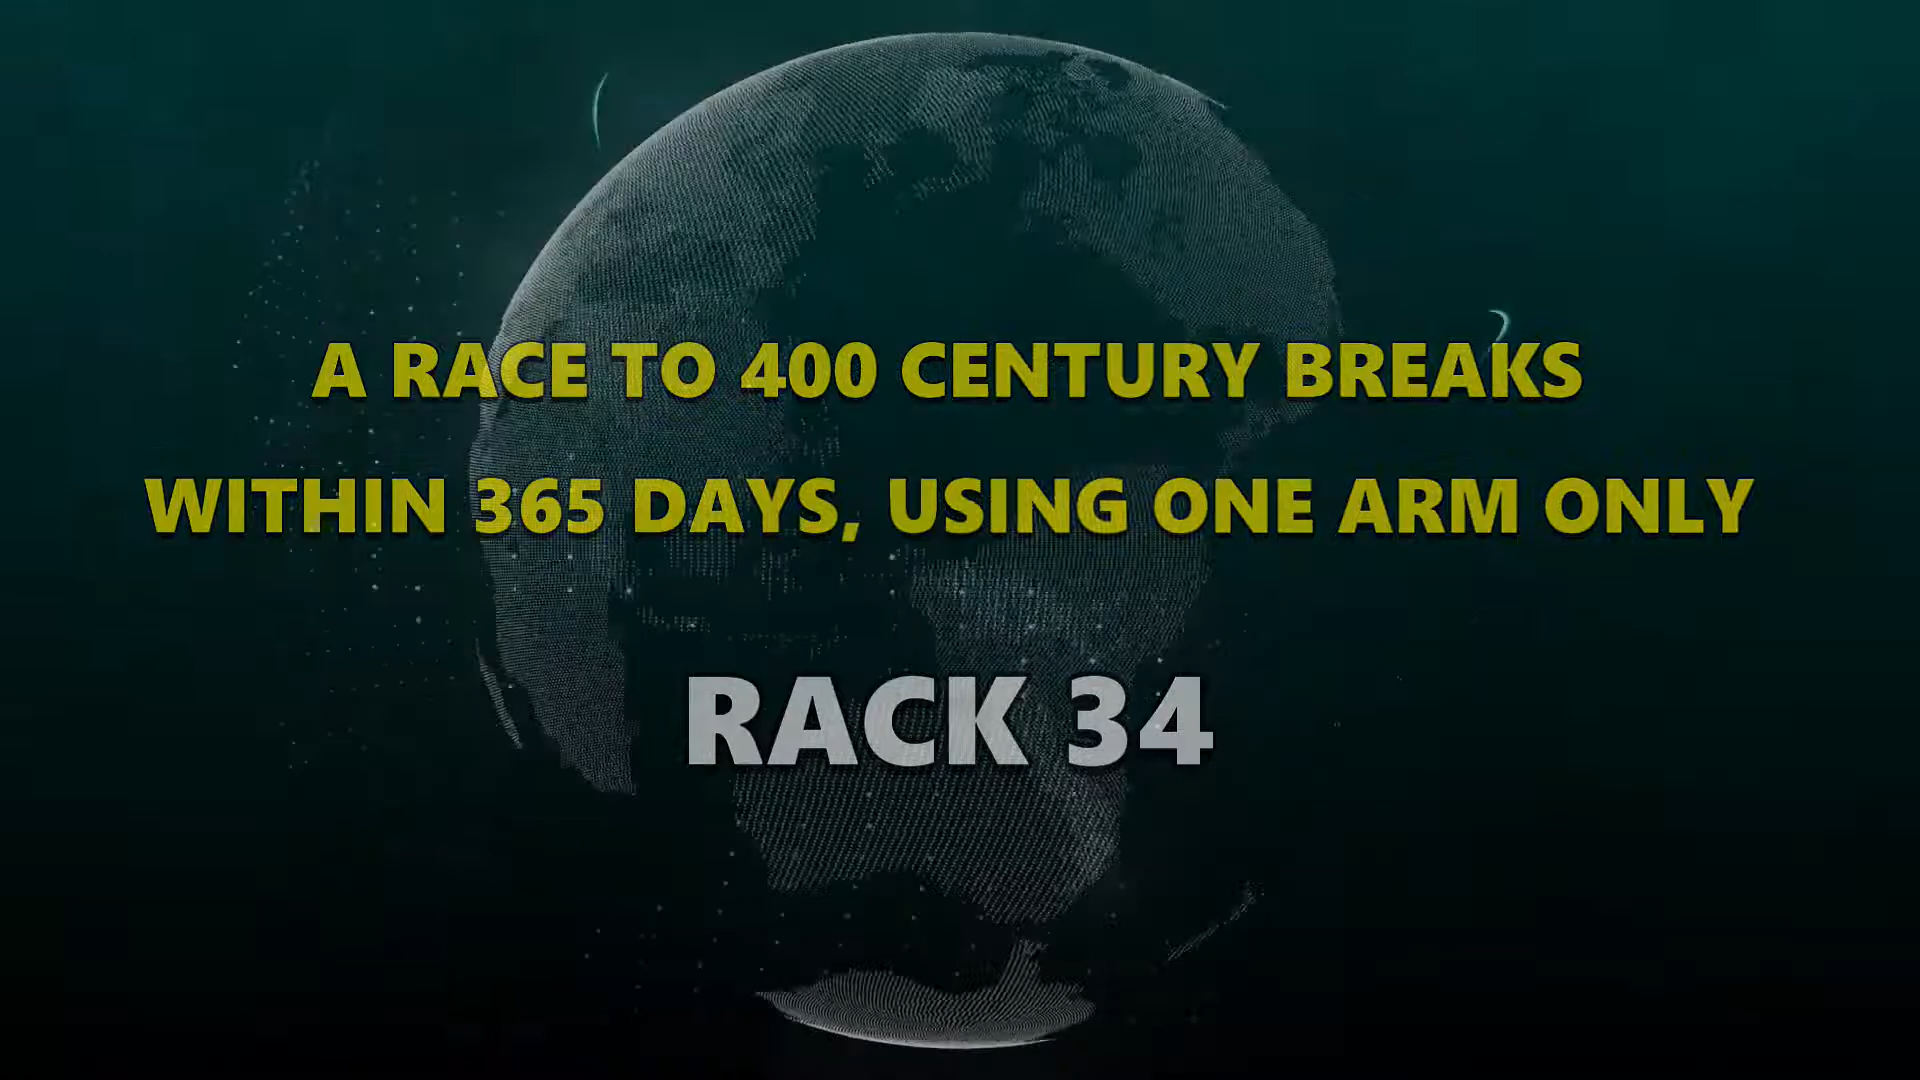 A RACE TO 400 CENTURY BREAKS
WITHIN 365 DAYS, USING ONE ARM ONLY
RACK 34